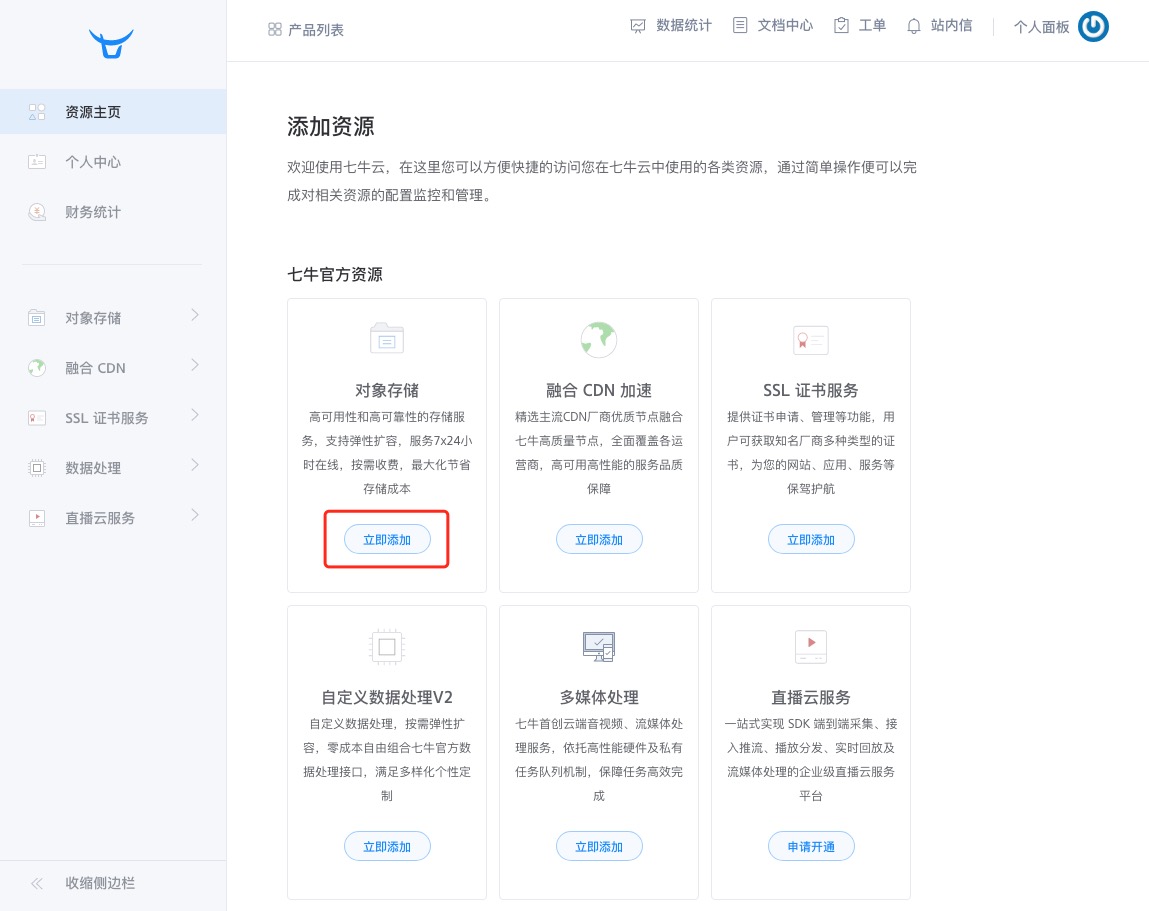 产品列表
数据统计
文档中心
工单
站内信
个人面板
资源主页
个人中心
财务统计
对象存储
融合 CDN
SSL 证书服务
数据处理
直播云服务
收缩侧边栏
添加资源
欢迎使用七牛云，在这里您可以方便快捷的访问您在七牛云中使用的各类资源，通过简单操作便可以完
成对相关资源的配置监控和管理。
七牛官方资源
对象存储
高可用性和高可靠性的存储服
务，支持弹性扩容，服务7x24小
时在线，按需收费，最大化节省
存储成本
立即添加
融合 CDN 加速
精选主流CDN厂商优质节点融合
七牛高质量节点，全面覆盖各运
营商，高可用高性能的服务品质
保障
立即添加
SSL 证书服务
提供证书申请、管理等功能，用
户可获取知名厂商多种类型的证
书，为您的网站、应用、服务等
保驾护航
立即添加
自定义数据处理V2
自定义数据处理，按需弹性扩
容，零成本自由组合七牛官方数
据处理接口，满足多样化个性定
制
立即添加
多媒体处理
七牛首创云端音视频、流媒体处
理服务，依托高性能硬件及私有
任务队列机制，保障任务高效完
成
立即添加
直播云服务
一站式实现 SDK 端到端采集、接
入推流、播放分发、实时回放及
流媒体处理的企业级直播云服务
平台
申请开通